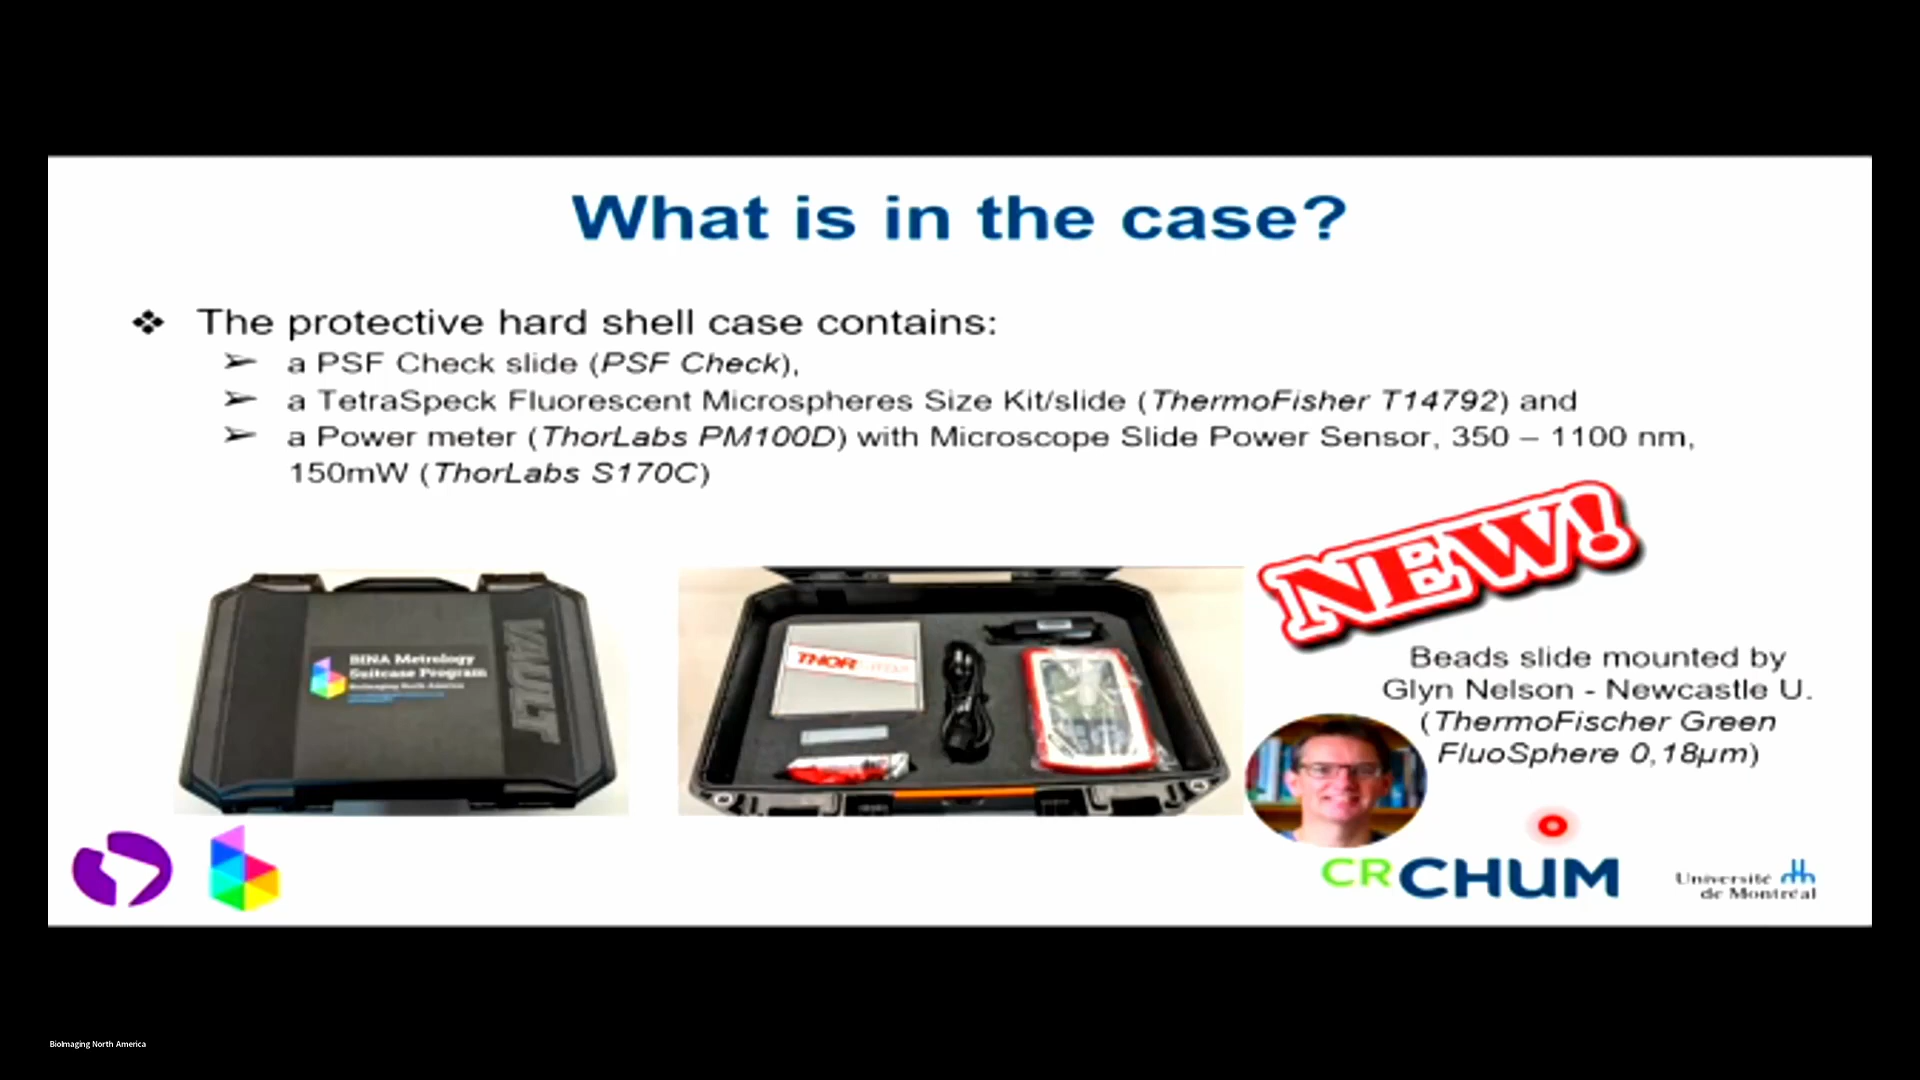 What is in the case?
The protective hard shell case contains:
a PSF Check slide (PSF Check),
a TetraSpeck Fluorescent Microspheres Size Kit/slide (ThermoFisher T14792) and
a Power meter (ThorLabs PM100D) with Microscope Slide Power Sensor, 350 – 1100 nm,
150mW (ThorLabs S170C)
NEW!
BINA Metrology
Suitcase Program
BioImaging North America
VAULT
THOR
Beads slide mounted by
Glyn Nelson - Newcastle U.
(ThermoFischer Green
FluoSphere 0,18µm)
CRCHUM
Université
de Montréal
BioImaging North America